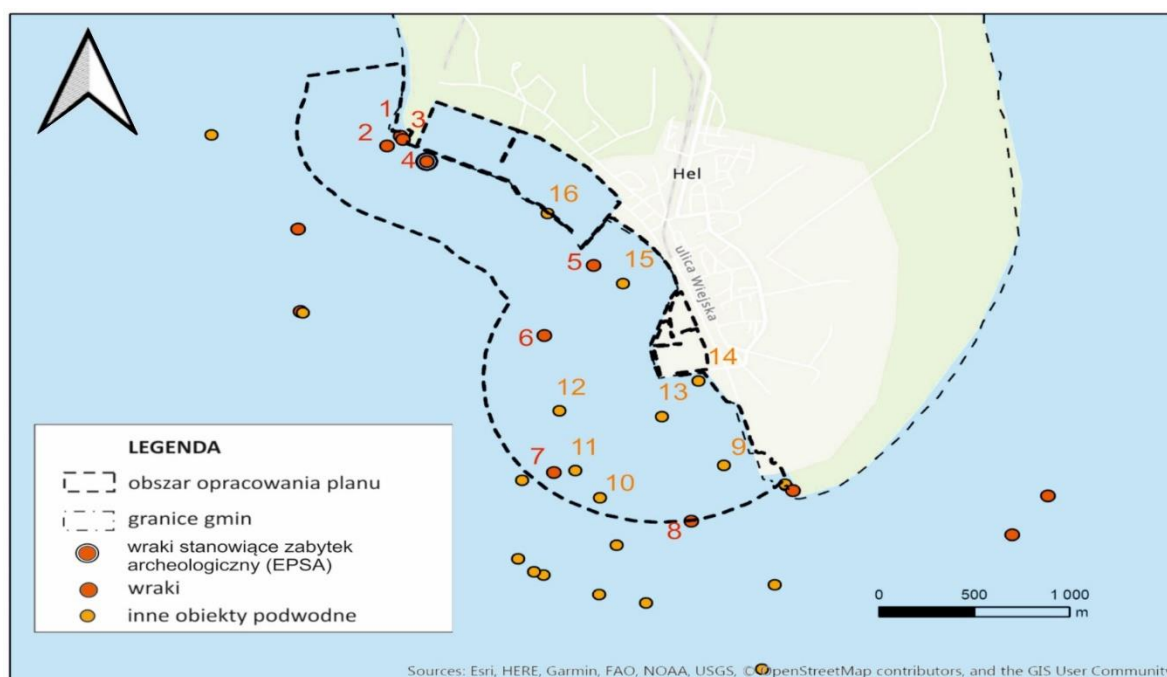 1
3
2
4
16
Hel
5
15
ulica Wiejska
6
14
12
13
11
9
7
10
8
LEGENDA
obszar opracowania planu
granice gmin
wraki stanowiące zabytek
archeologiczny (EPSA)
wraki
inne obiekty podwodne
0 500 1 000
m
Sources: Esri, HERE, Garmin, FAO, NOAA, USGS, © OpenStreetMap contributors, and the GIS User Community